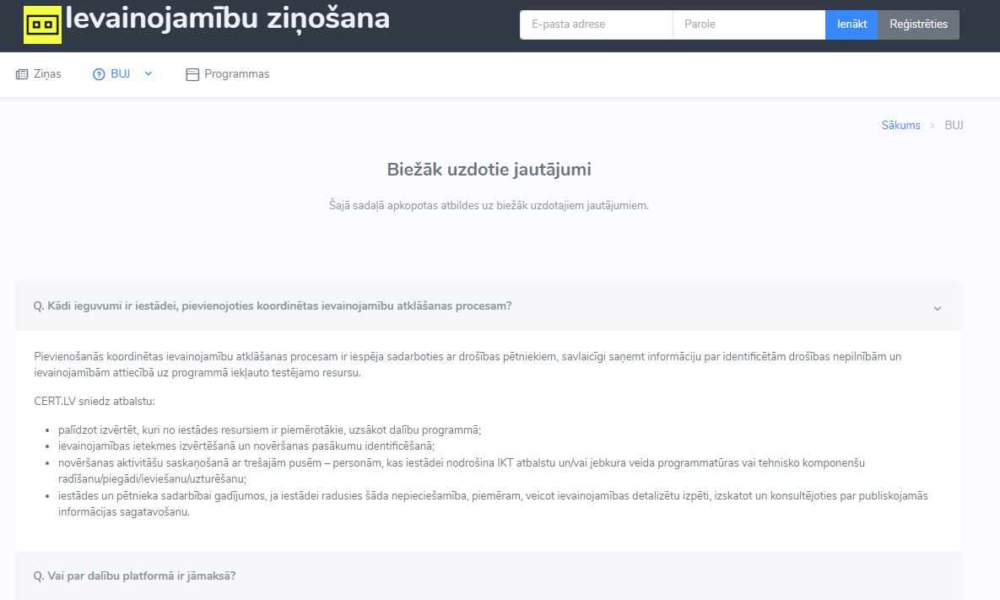 Ievainojamību ziņošana
E-pasta adrese
Parole
Ienākt
Reģistrēties
Ziņas
BUJ
Programmas
Sākums > BUJ
Biežāk uzdotie jautājumi
Šajā sadaļā apkopotas atbildes uz biežāk uzdotajiem jautājumiem.
Q. Kādi ieguvumi ir iestādei, pievienojoties koordinētas ievainojamību atklāšanas procesam?
Pievienošanās koordinētas ievainojamību atklāšanas procesam ir iespēja sadarboties ar drošības pētniekiem, savlaicīgi saņemt informāciju par identificētām drošības nepilnībām un
ievainojamībām attiecībā uz programmā iekļauto testējamo resursu.
CERT.LV sniedz atbalstu:
• palīdzot izvērtēt, kuri no iestādes resursiem ir piemērotākie, uzsākot dalību programmā;
• ievainojamības ietekmes izvērtēšanā un novēršanas pasākumu identificēšanā;
• novēršanas aktivitāšu saskaņošanā ar trešajām pusēm – personām, kas iestādei nodrošina IKT atbalstu un/vai jebkura veida programmatūras vai tehnisko komponenšu
radīšanu/piegādi/ieviešanu/uzturēšanu;
• iestādes un pētnieka sadarbībai gadījumos, ja iestādei radusies šāda nepieciešamība, piemēram, veicot ievainojamības detalizētu izpēti, izskatot un konsultējoties par publiskojamās
informācijas sagatavošanu.
Q. Vai par dalību platformā ir jāmaksā?